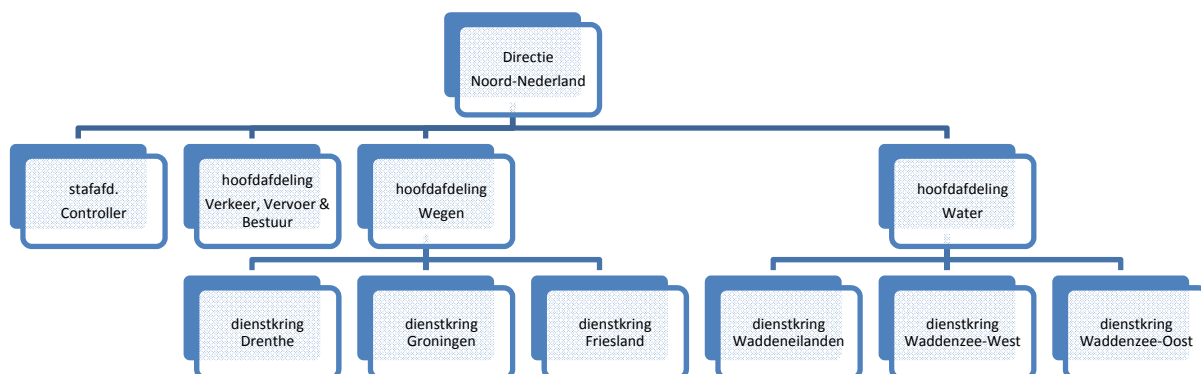 Directie
Noord-Nederland
stafafd.
Controller
hoofdafdeling
Verkeer, Vervoer &
Bestuur
hoofdafdeling
Wegen
hoofdafdeling
Water
dienstkring
Drenthe
dienstkring
Groningen
dienstkring
Friesland
dienstkring
Waddeneilanden
dienstkring
Waddenzee-West
dienstkring
Waddenzee-Oost